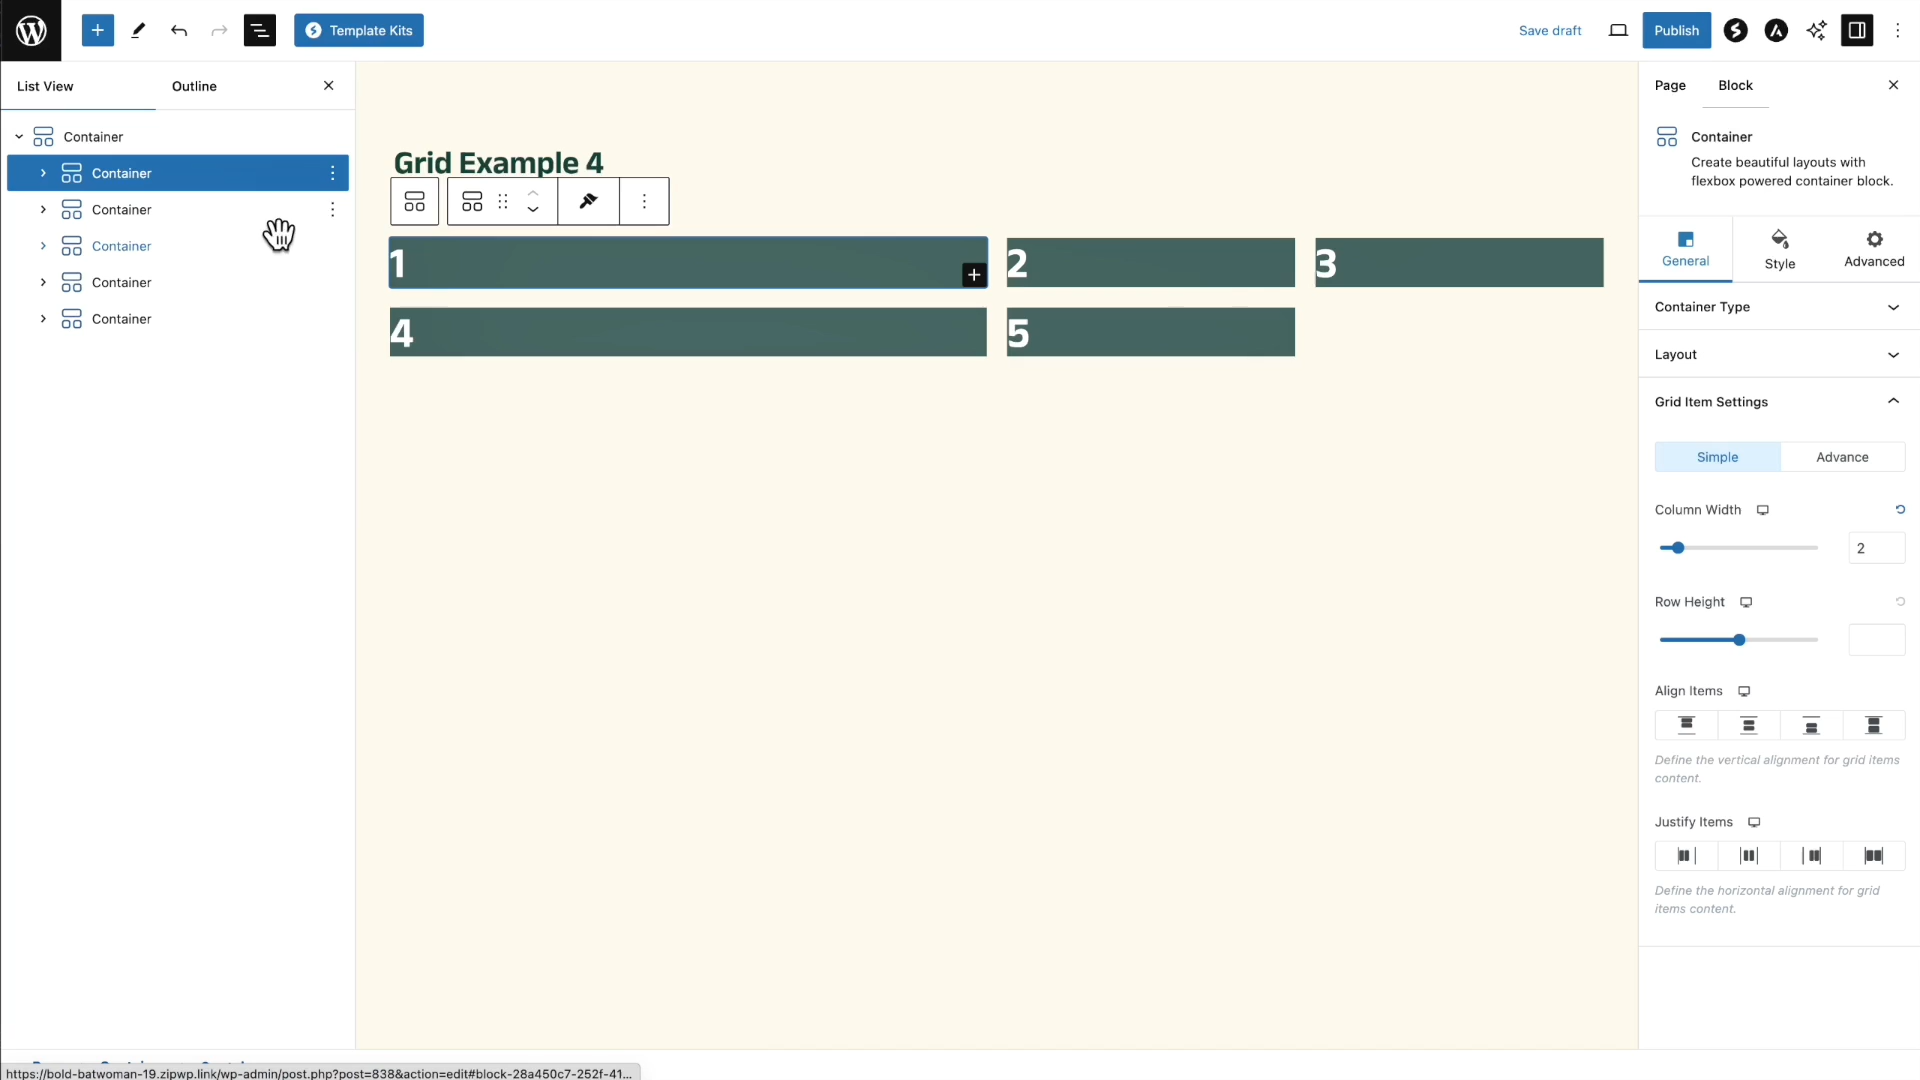 Template Kits
Save draft
Publish
List View
Outline
Page
Block
Container
Container
Container
Container
Container
Container
Grid Example 4
1
2
3
4
5
Container
Create beautiful layouts with
flexbox powered container block.
General
Style
Advanced
Container Type
Layout
Grid Item Settings
Simple
Advance
Column Width
2
Row Height
Align Items
Define the vertical alignment for grid items
content.
Justify Items
Define the horizontal alignment for grid
items content.
https://bold-batwoman-19.zipwp.link/wp-admin/post.php?post=838&action=edit#block-28a450c7-252f-41...